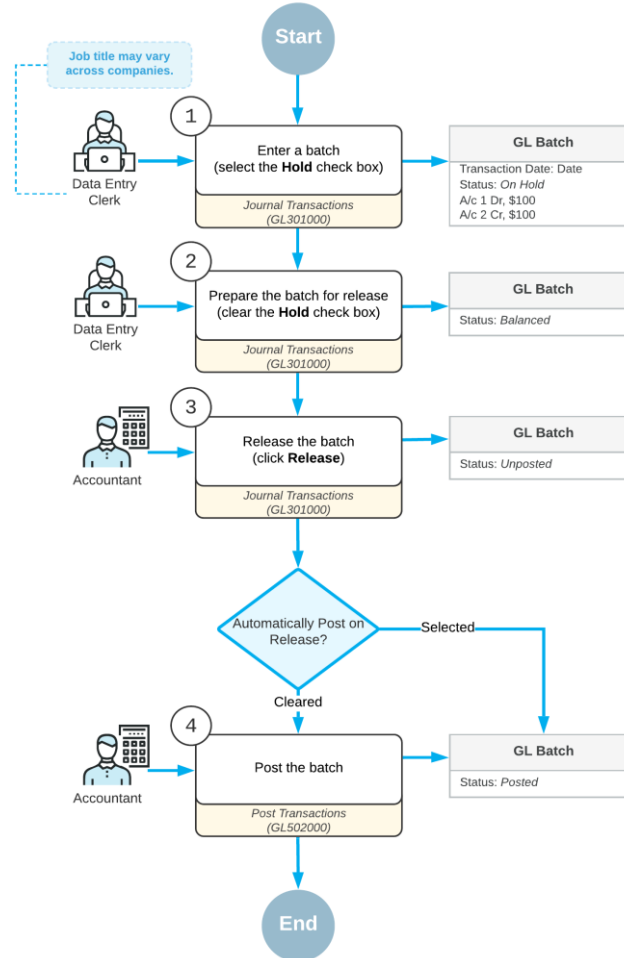 Start
Job title may vary
across companies.
1
Enter a batch
(select the Hold check box)
Journal Transactions
(GL301000)
Data Entry
Clerk
GL Batch
Transaction Date: Date
Status: On Hold
A/c 1 Dr, $100
A/c 2 Cr, $100
2
Prepare the batch for release
(clear the Hold check box)
Journal Transactions
(GL301000)
Data Entry
Clerk
GL Batch
Status: Balanced
3
Release the batch
(click Release)
Journal Transactions
(GL301000)
Accountant
GL Batch
Status: Unposted
Automatically Post on
Release?
Selected
Cleared
4
Post the batch
Post Transactions
(GL502000)
Accountant
GL Batch
Status: Posted
End